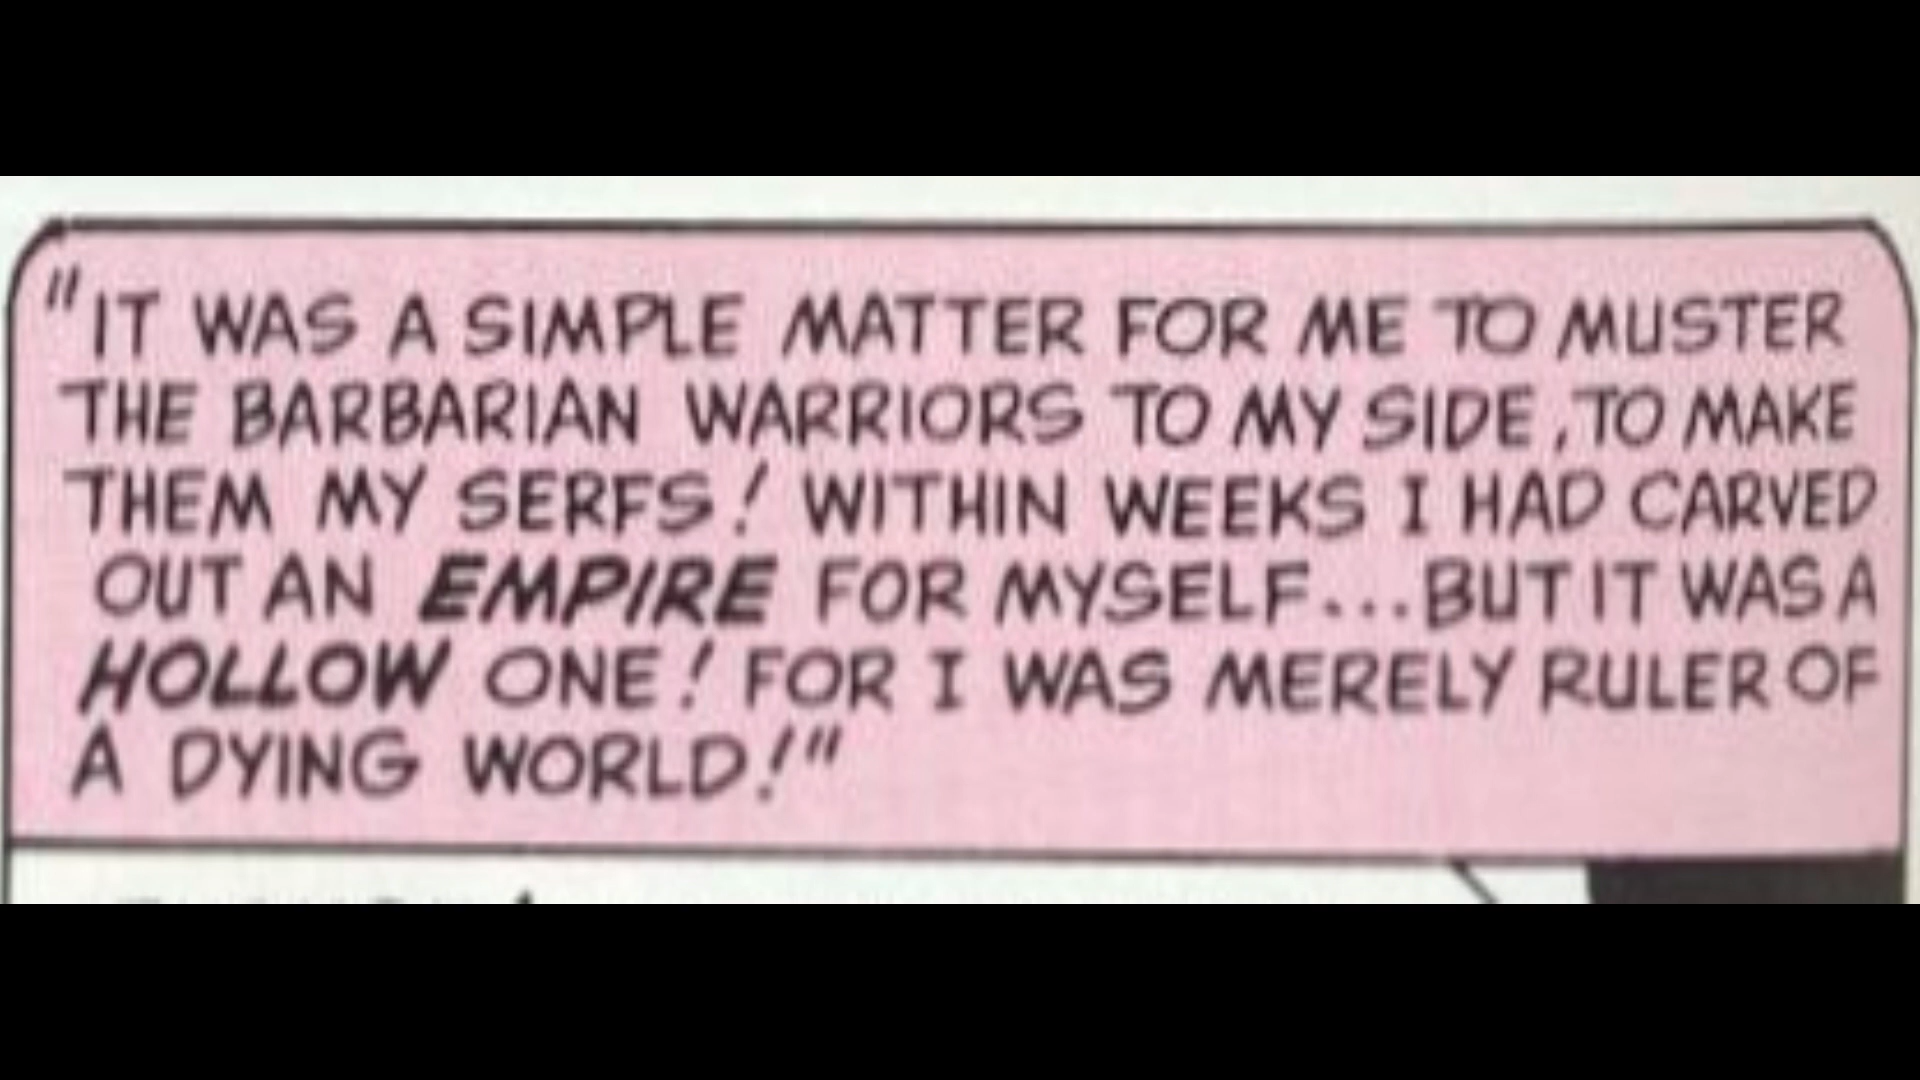 "IT WAS A SIMPLE MATTER FOR ME TO MUSTER
THE BARBARIAN WARRIORS TO MY SIDE, TO MAKE
THEM MY SERFS! WITHIN WEEKS I HAD CARVED
OUT AN EMPIRE FOR MYSELF...BUT IT WAS A
HOLLOW ONE! FOR I WAS MERELY RULER OF
A DYING WORLD!"